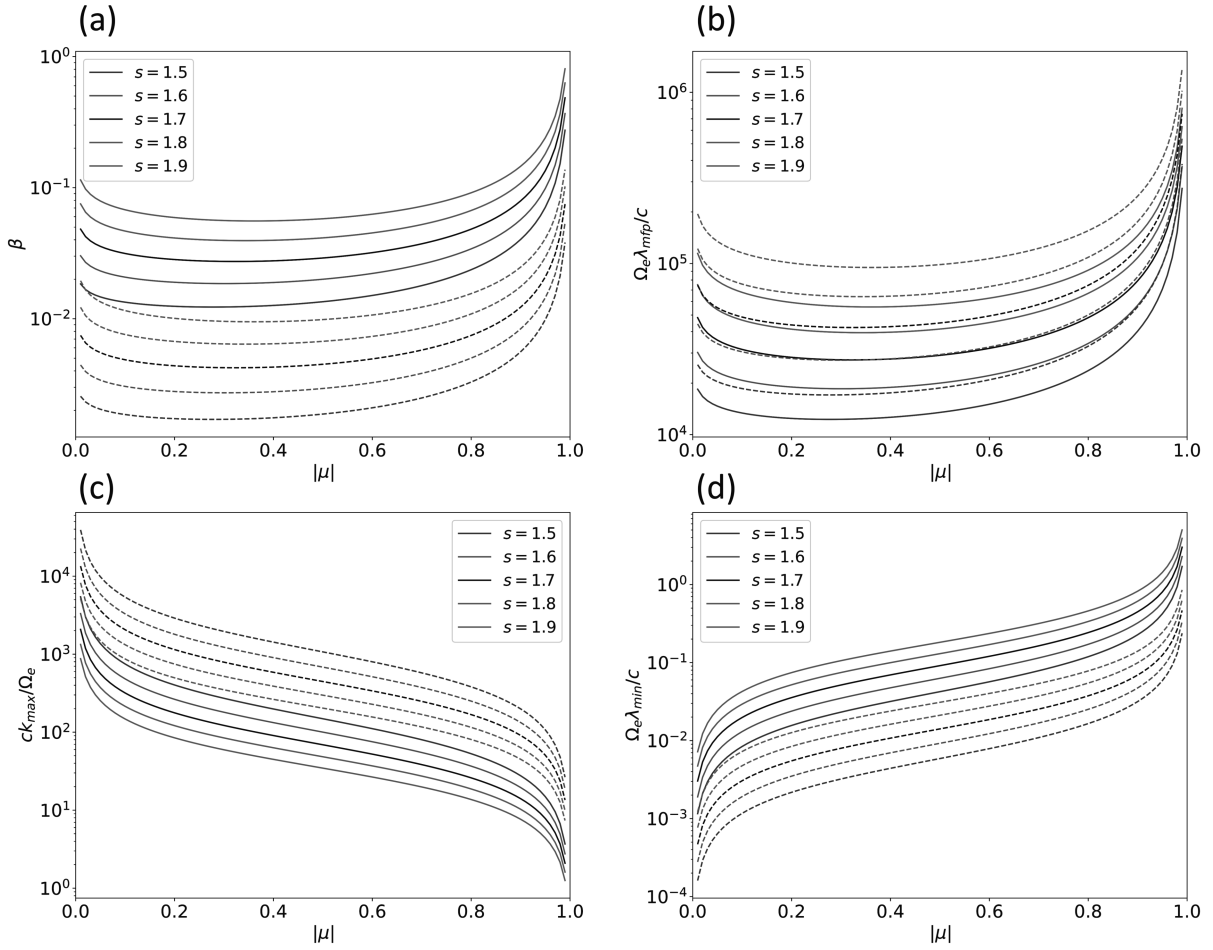 (a)
10⁰
10⁻¹
10⁻²
β
s = 1.5
s = 1.6
s = 1.7
s = 1.8
s = 1.9
0.0 0.2 0.4 0.6 0.8 1.0
|μ|
(b)
10⁶
10⁵
10⁴
Ωₑλ_mfp/c
s = 1.5
s = 1.6
s = 1.7
s = 1.8
s = 1.9
0.0 0.2 0.4 0.6 0.8 1.0
|μ|
(c)
10⁴
10³
10²
10¹
10⁰
ck_max/Ωₑ
s = 1.5
s = 1.6
s = 1.7
s = 1.8
s = 1.9
0.0 0.2 0.4 0.6 0.8 1.0
|μ|
(d)
10⁰
10⁻¹
10⁻²
10⁻³
10⁻⁴
Ωₑλ_min/c
s = 1.5
s = 1.6
s = 1.7
s = 1.8
s = 1.9
0.0 0.2 0.4 0.6 0.8 1.0
|μ|